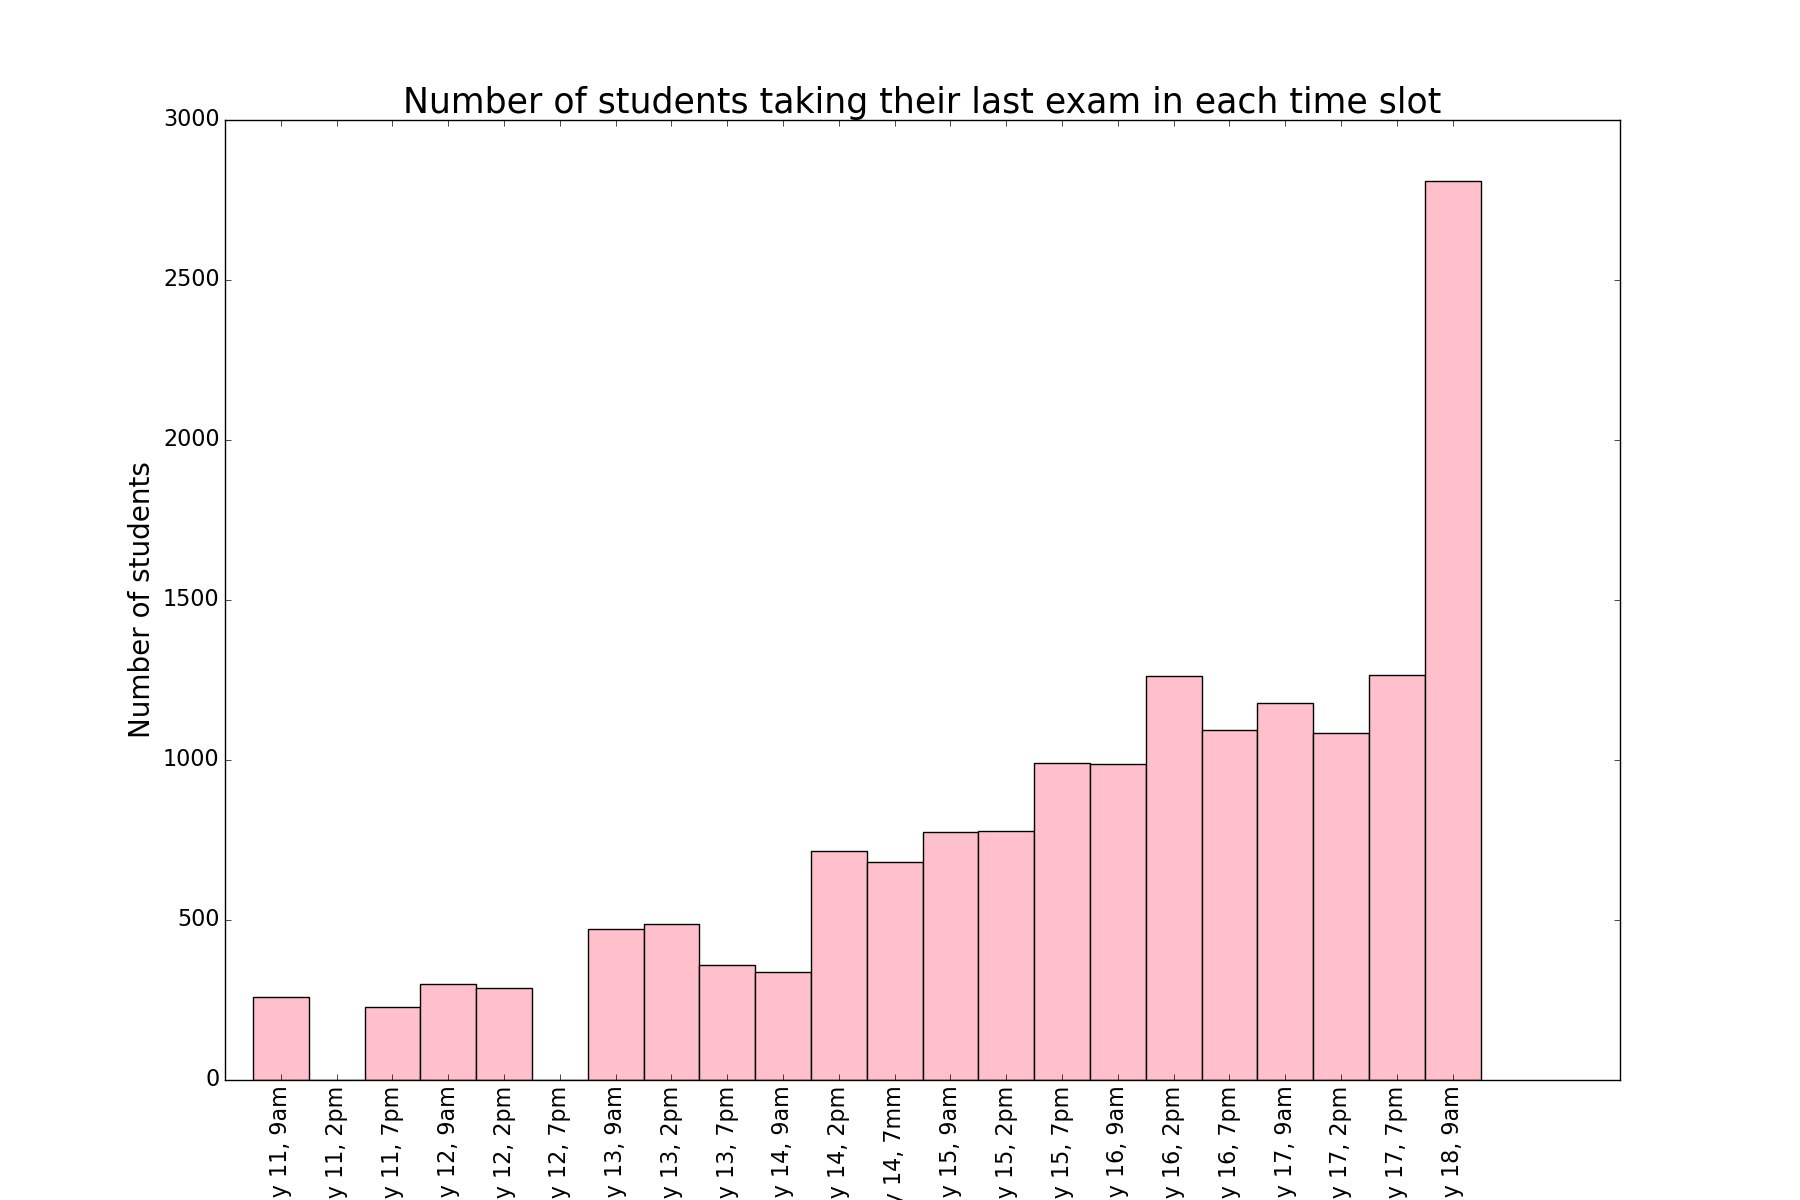 Number of students taking their last exam in each time slot
Number of students
3000
2500
2000
1500
1000
500
0
y 11, 9am
y 11, 2pm
y 11, 7pm
y 12, 9am
y 12, 2pm
y 12, 7pm
y 13, 9am
y 13, 2pm
y 13, 7pm
y 14, 9am
y 14, 2pm
y 14, 7mm
y 15, 9am
y 15, 2pm
y 15, 7pm
y 16, 9am
y 16, 2pm
y 16, 7pm
y 17, 9am
y 17, 2pm
y 17, 7pm
y 18, 9am